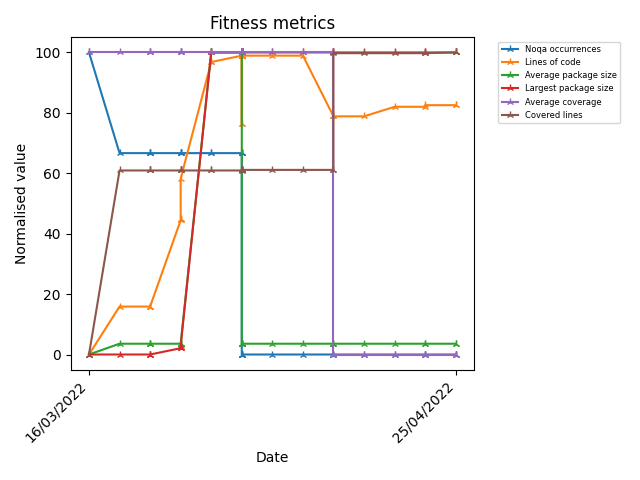 Fitness metrics
Normalised value
100
80
60
40
20
0
16/03/2022
25/04/2022
Date
Noqa occurrences
Lines of code
Average package size
Largest package size
Average coverage
Covered lines